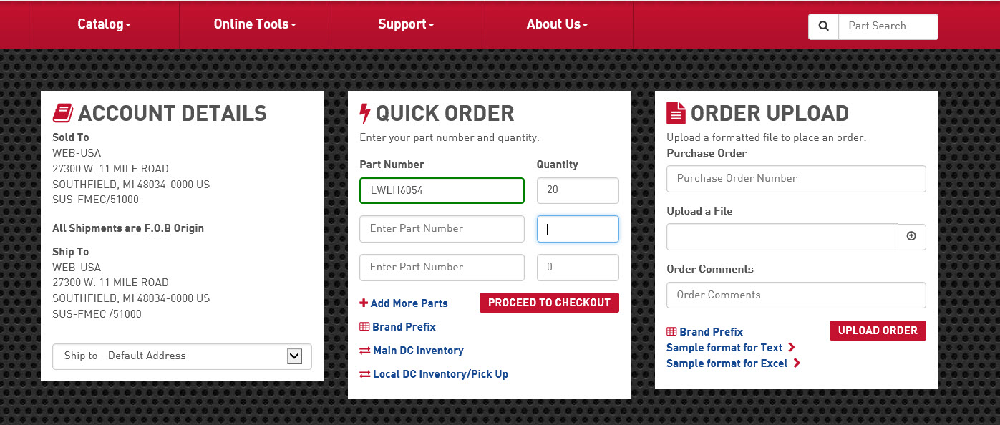 Catalog
Online Tools
Support
About Us
Part Search
ACCOUNT DETAILS
Sold To
WEB-USA
27300 W. 11 MILE ROAD
SOUTHFIELD, MI 48034-0000 US
SUS-FMEC/51000
All Shipments are F.O.B Origin
Ship To
WEB-USA
27300 W. 11 MILE ROAD
SOUTHFIELD, MI 48034-0000 US
SUS-FMEC /51000
Ship to - Default Address
QUICK ORDER
Enter your part number and quantity.
Part Number Quantity
LWLH6054 20
Enter Part Number
Enter Part Number 0
Add More Parts PROCEED TO CHECKOUT
Brand Prefix
Main DC Inventory
Local DC Inventory/Pick Up
ORDER UPLOAD
Upload a formatted file to place an order.
Purchase Order
Purchase Order Number
Upload a File
Order Comments
Order Comments
Brand Prefix UPLOAD ORDER
Sample format for Text
Sample format for Excel